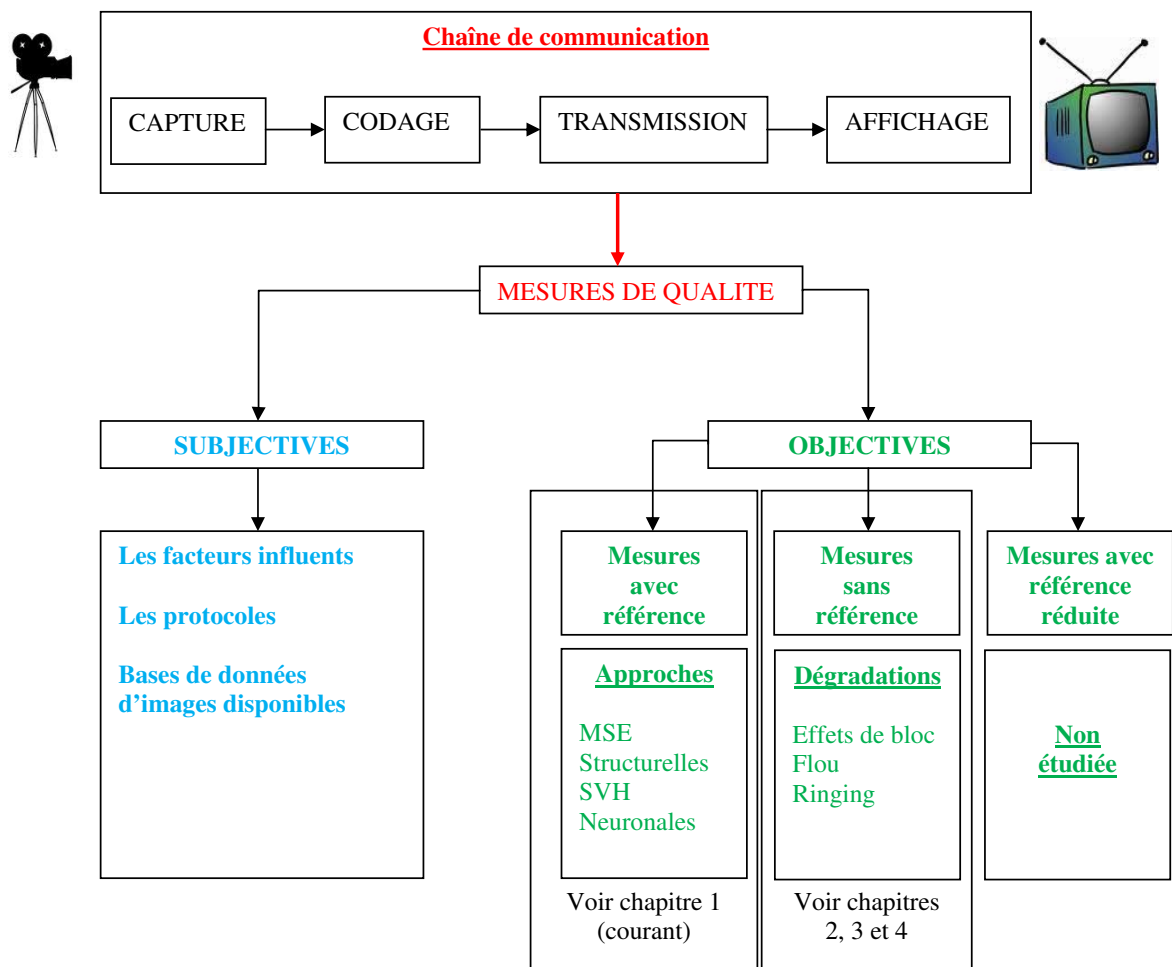 Chaîne de communication
CAPTURE
CODAGE
TRANSMISSION
AFFICHAGE
MESURES DE QUALITE
SUBJECTIVES
Les facteurs influents
Les protocoles
Bases de données
d'images disponibles
OBJECTIVES
Mesures
avec
référence
Approches
MSE
Structurelles
SVH
Neuronales
Voir chapitre 1
(courant)
Mesures
sans
référence
Dégradations
Effets de bloc
Flou
Ringing
Voir chapitres
2, 3 et 4
Mesures avec
référence
réduite
Non
étudiée